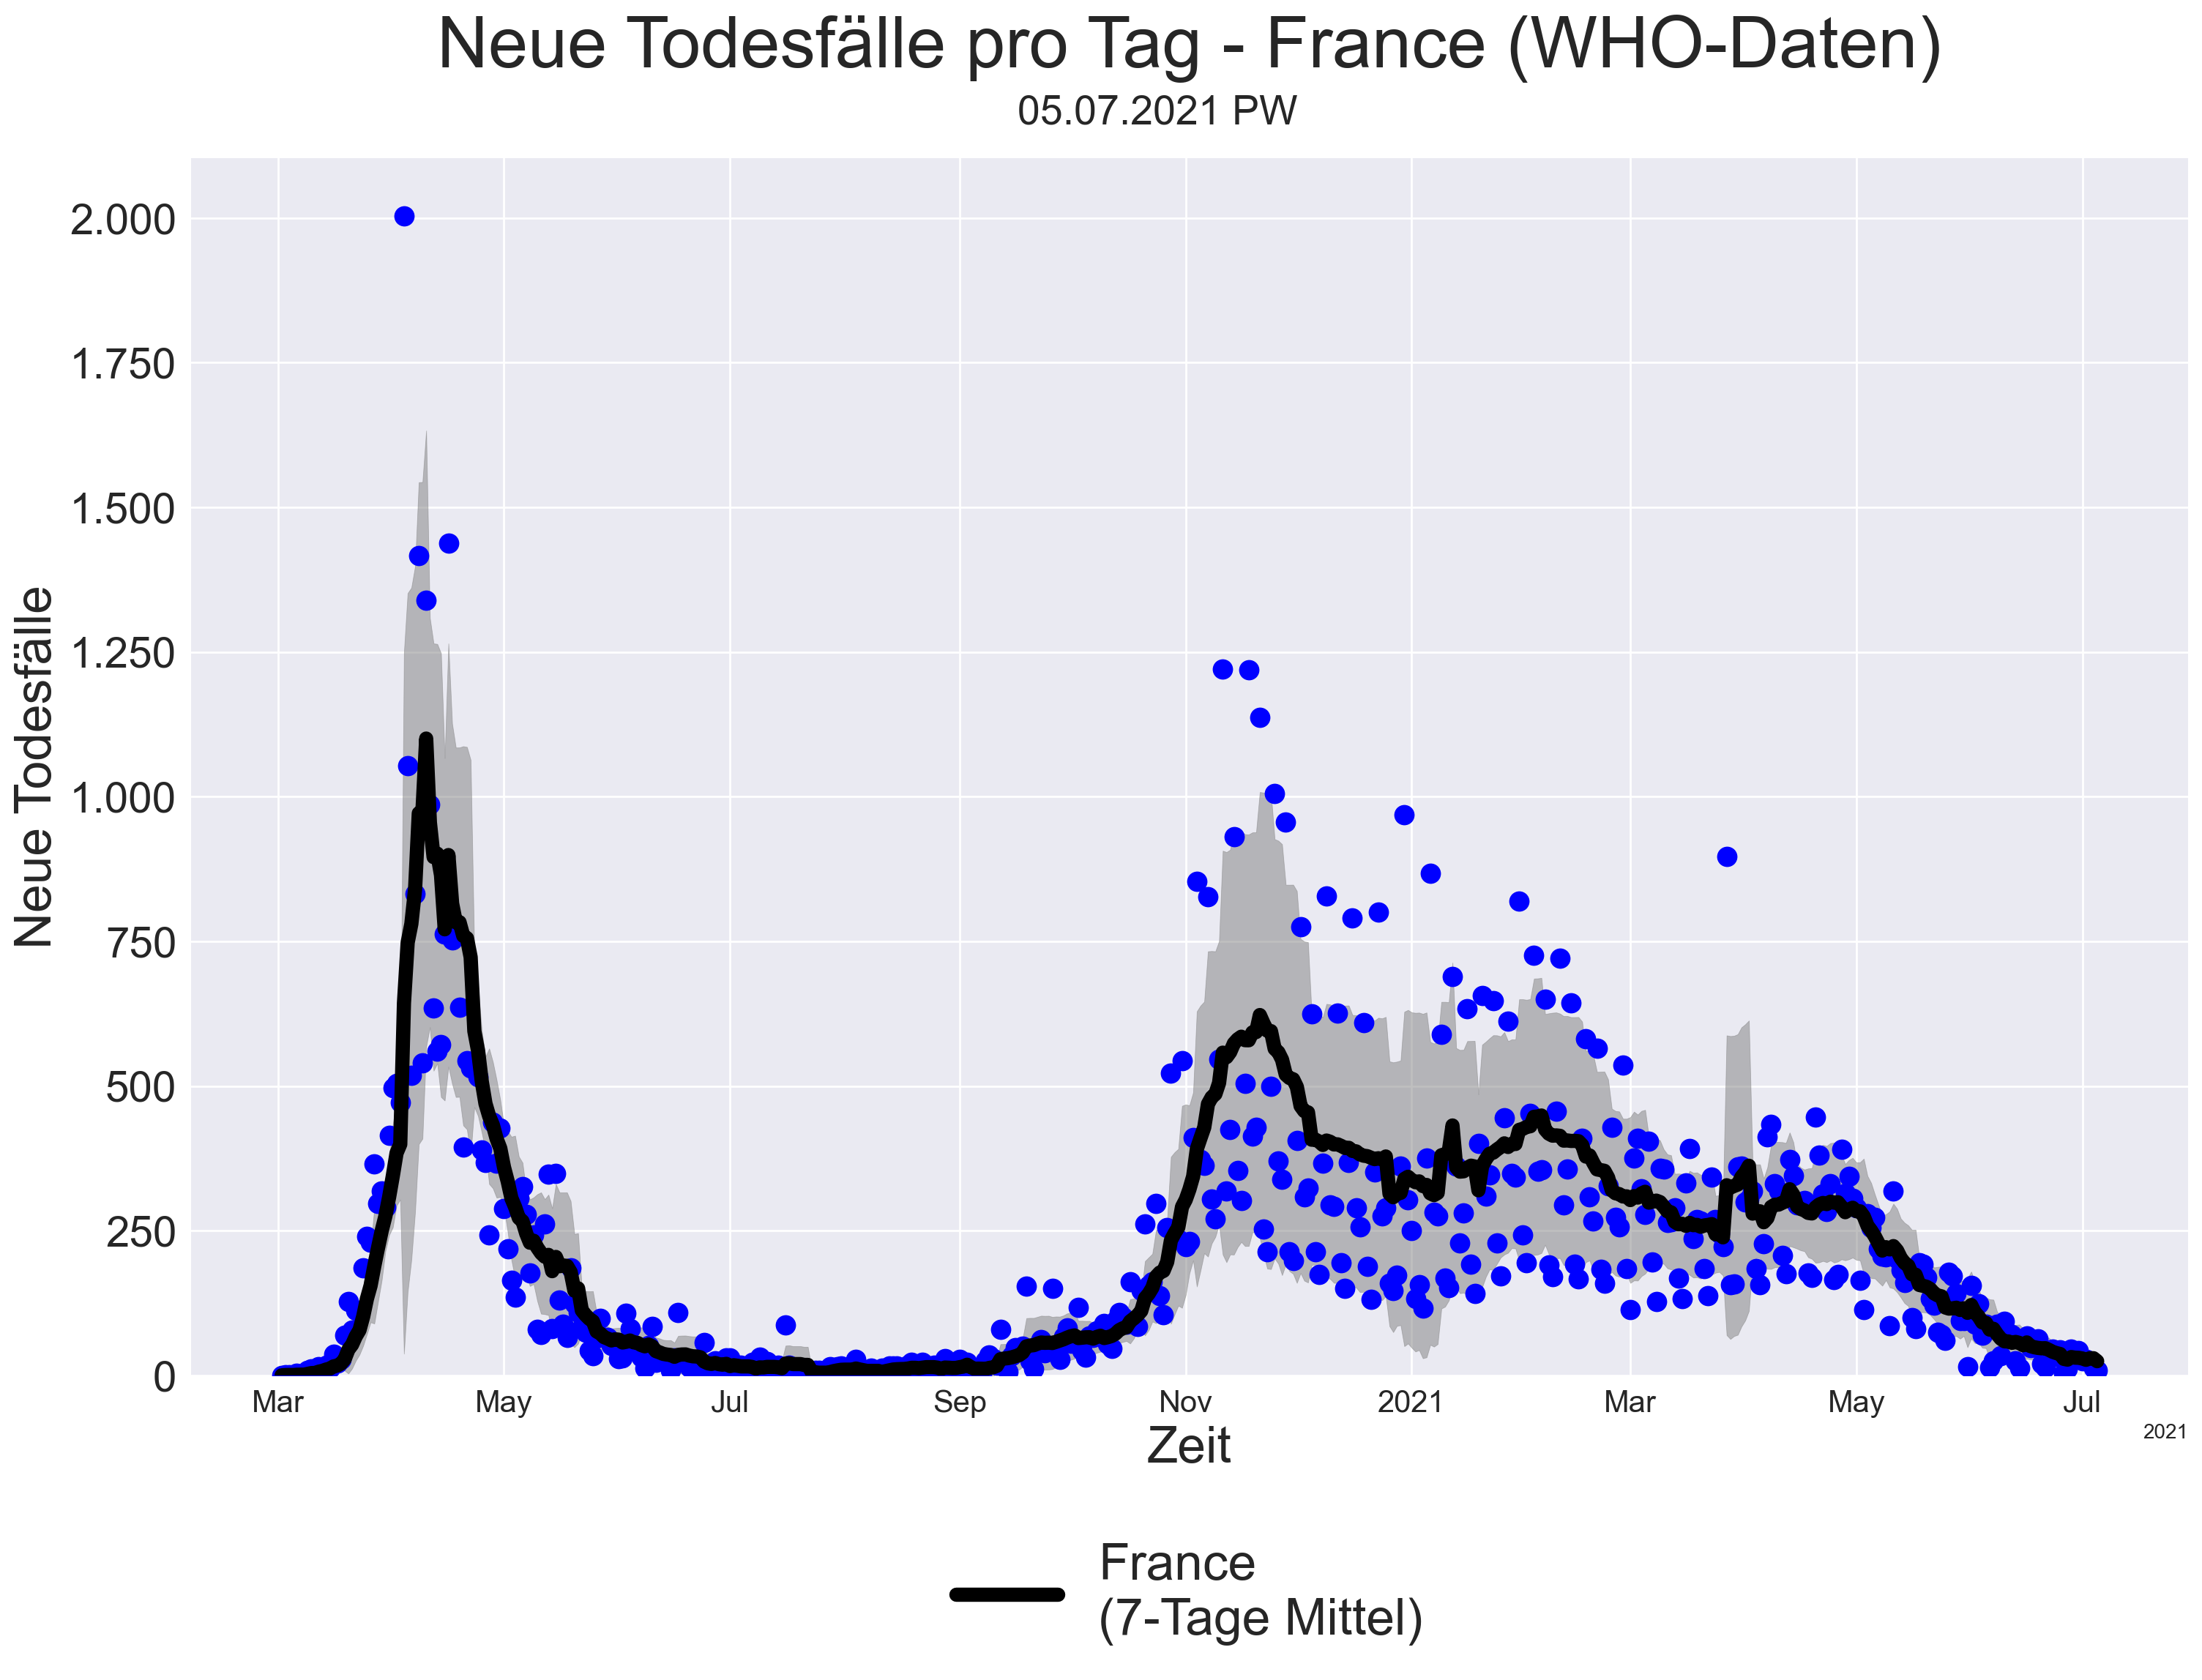 Neue Todesfälle pro Tag - France (WHO-Daten)
05.07.2021 PW
Neue Todesfälle
2.000
1.750
1.500
1.250
1.000
750
500
250
0
Mar May Jul Sep Nov 2021 Mar May Jul
2021
Zeit
France
(7-Tage Mittel)